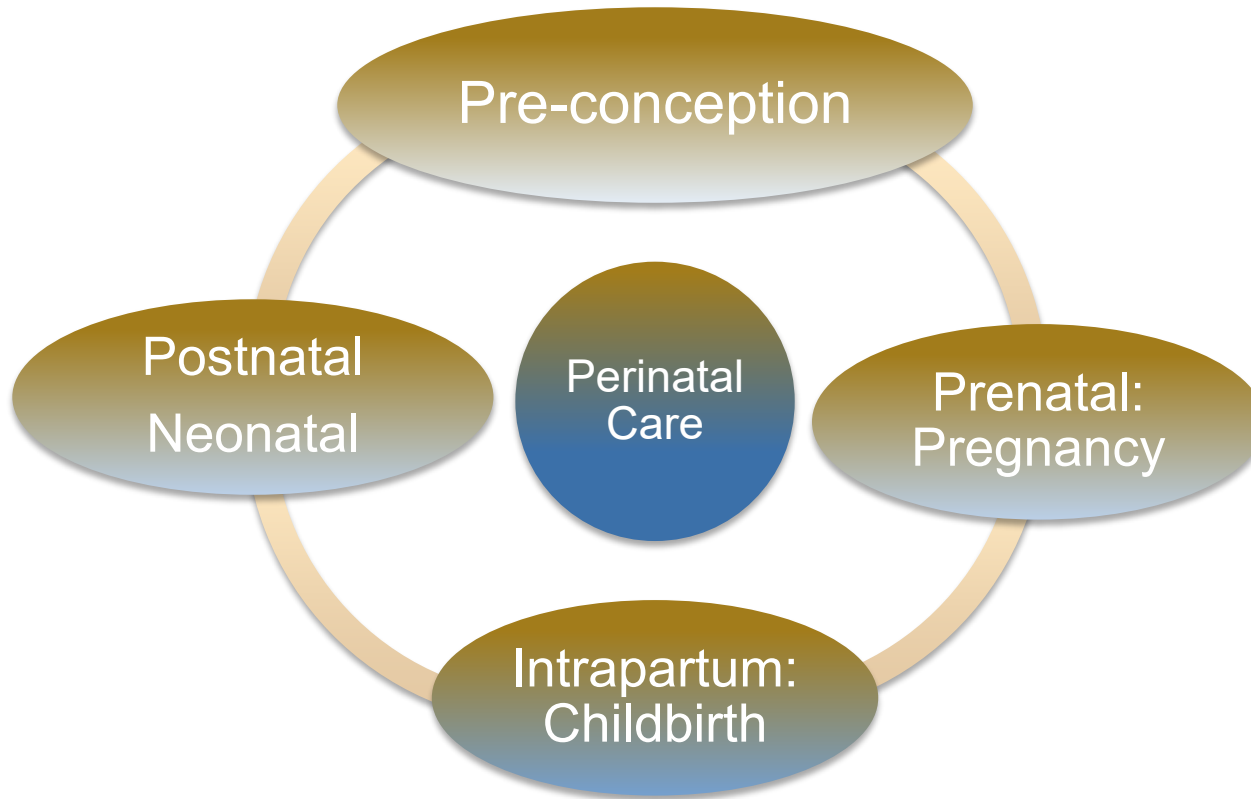 Pre-conception
Postnatal
Neonatal
Perinatal
Care
Prenatal:
Pregnancy
Intrapartum:
Childbirth